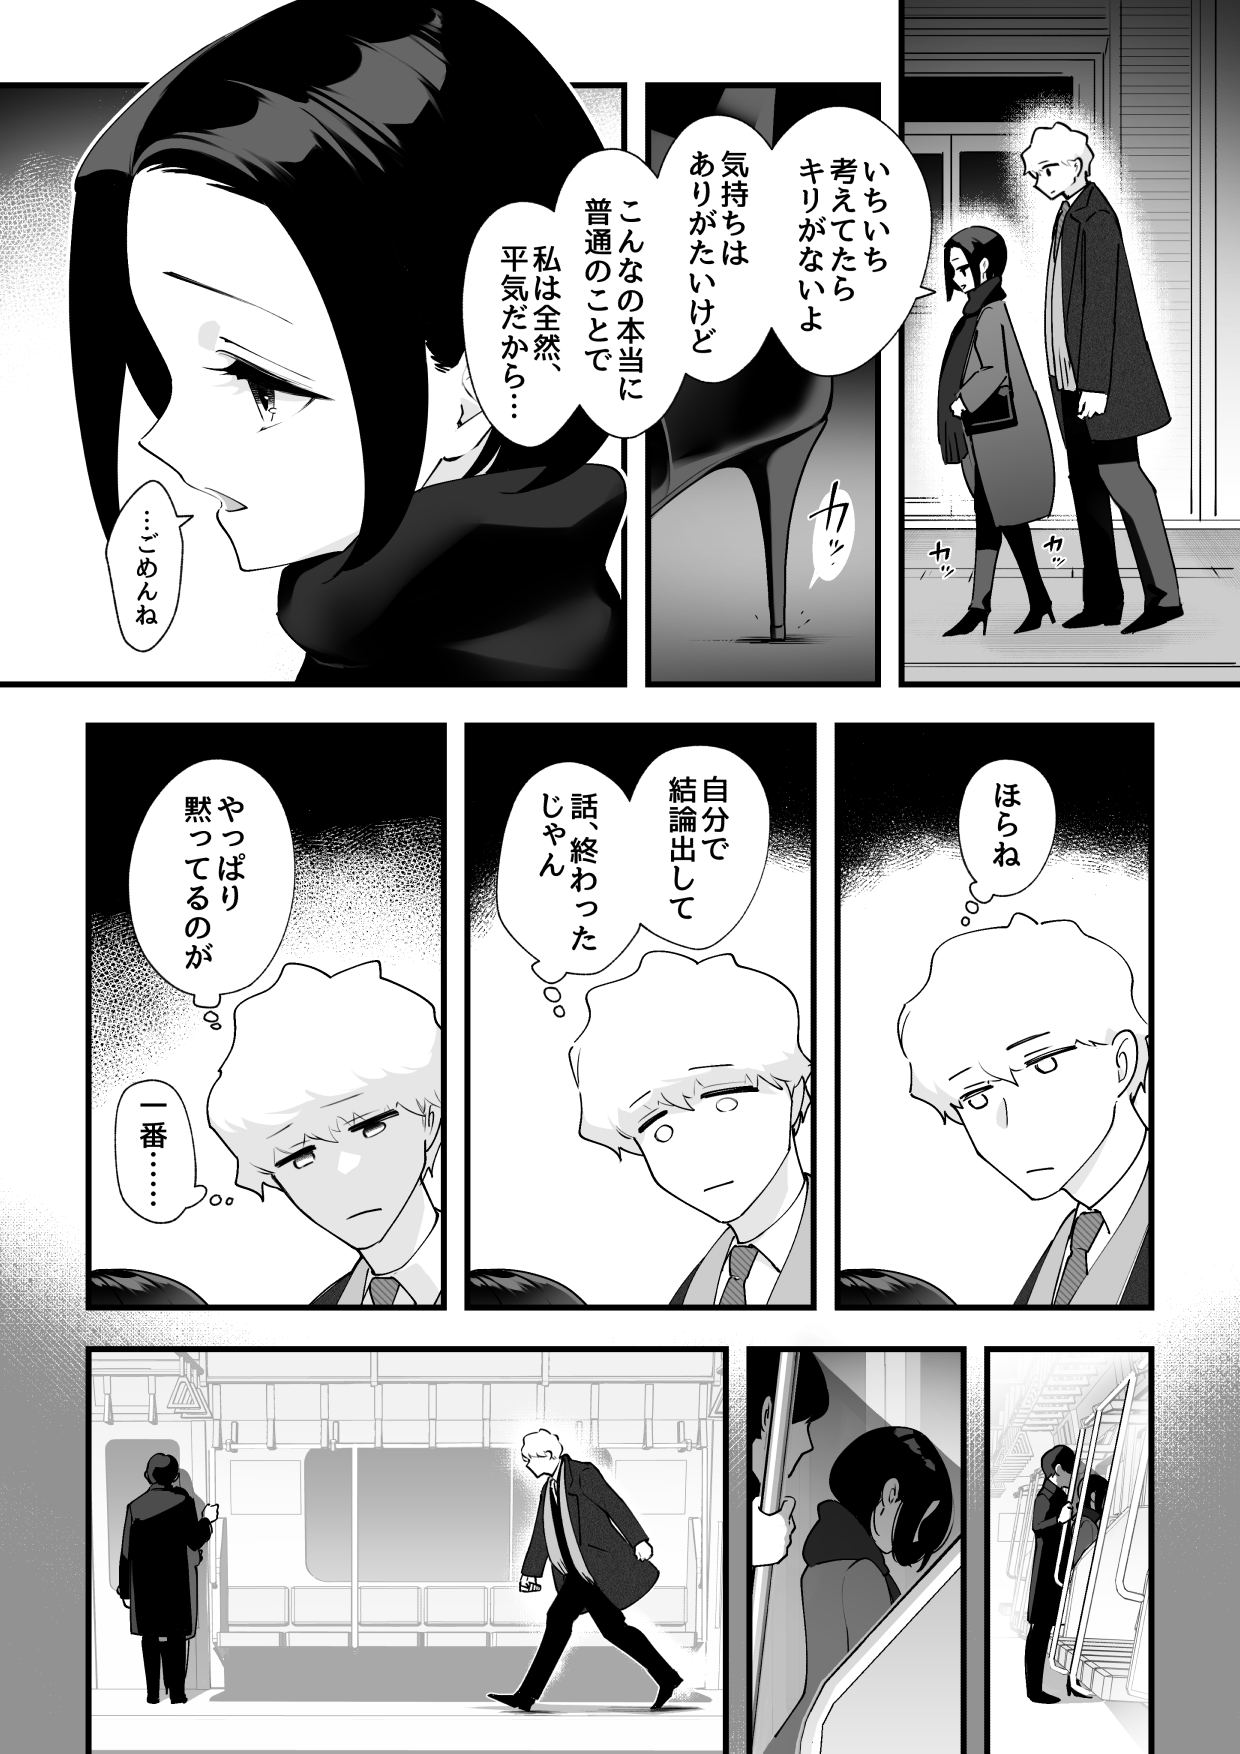 いちいち
考えてたら
キリがないよ
気持ちは
ありがたいけど
こんなの本当に
普通のことで
私は全然、
平気だから…
カッ
カッ
カッ
…ごめんね
ほらね
自分で
結論出して
話、終わった
じゃん
やっぱり
黙ってるのが
一番……